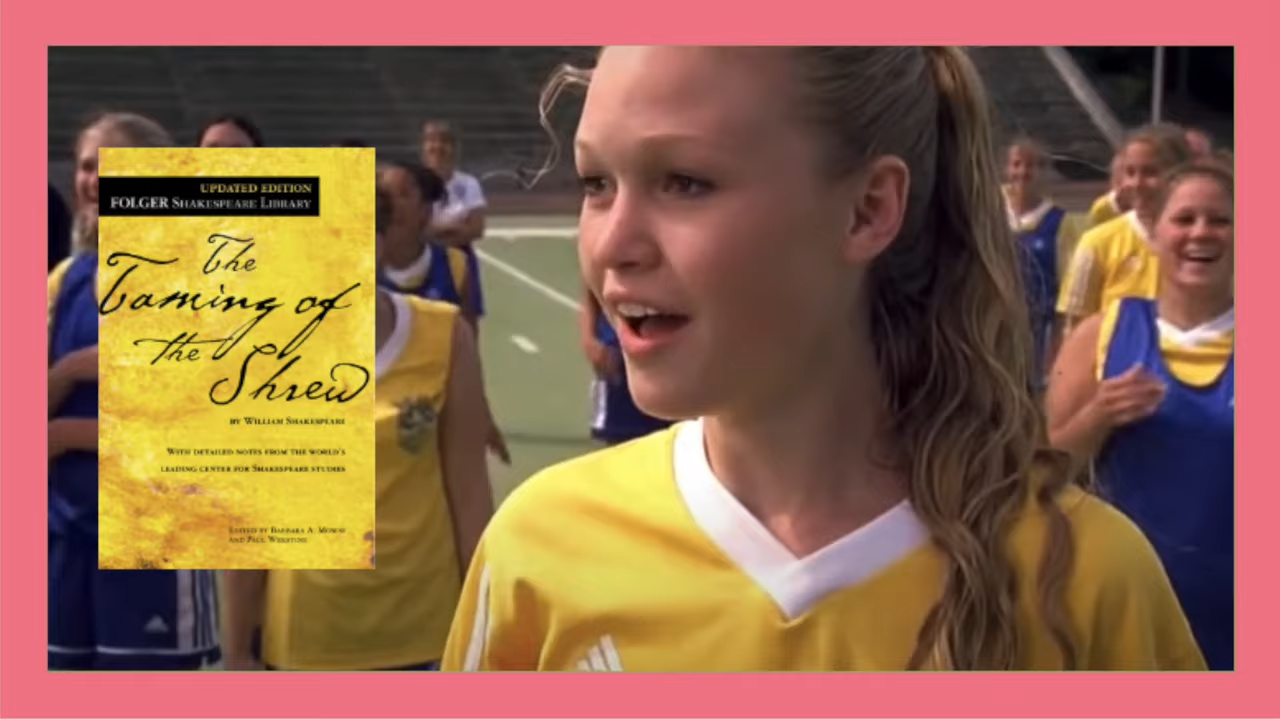 UPDATED EDITION
FOLGER SHAKESPEARE LIBRARY
The
Taming of
the
Shrew
BY WILLIAM SHAKESPEARE
WITH DETAILED NOTES FROM THE WORLD'S
LEADING CENTER FOR SHAKESPEARE STUDIES
EDITED BY BARBARA A. MOWAT
AND PAUL WERSTINE